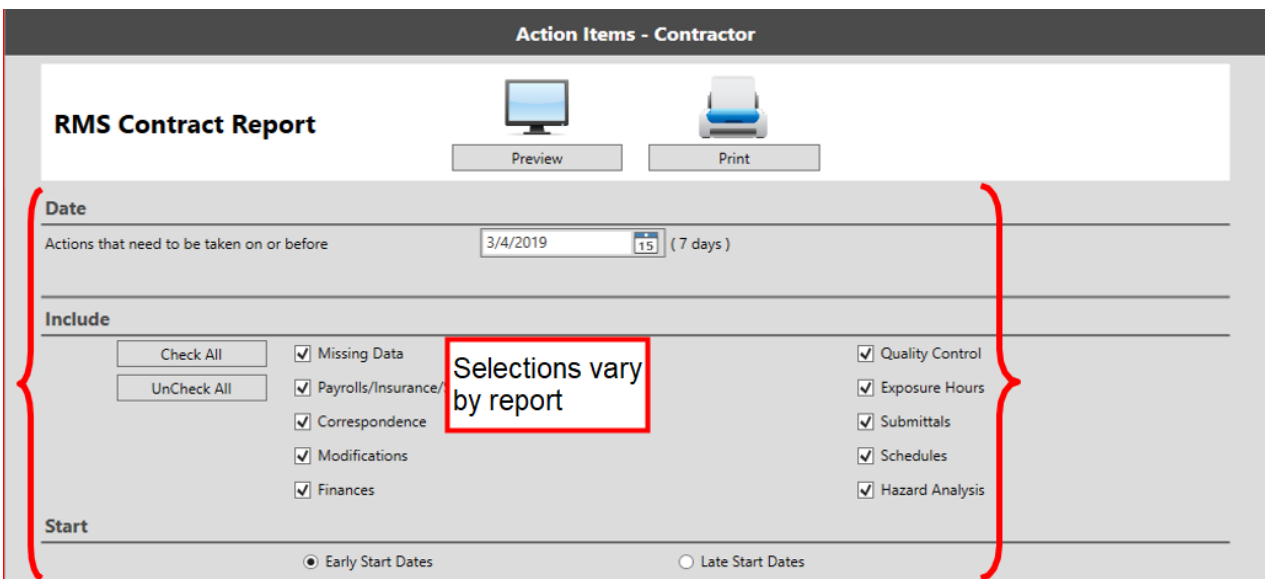 Action Items - Contractor
RMS Contract Report
Preview
Print
Date
Actions that need to be taken on or before
3/4/2019
15
( 7 days )
Include
Check All
UnCheck All
Missing Data
Payrolls/Insurance/
Correspondence
Modifications
Finances
Selections vary
by report
Quality Control
Exposure Hours
Submittals
Schedules
Hazard Analysis
Start
Early Start Dates
Late Start Dates